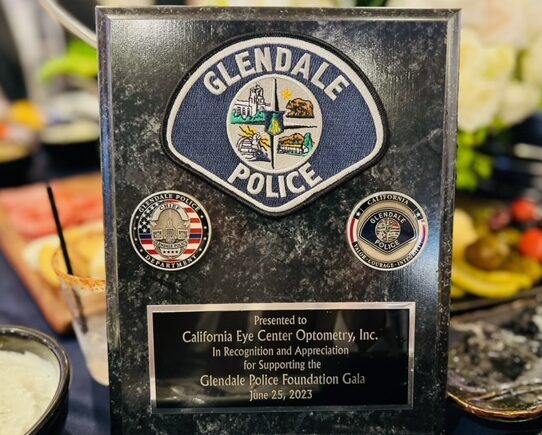 GLENDALE
POLICE
GLENDALE POLICE
CHIEF
DEPARTMENT
CALIFORNIA
GLENDALE
POLICE
Presented to
California Eye Center Optometry, Inc.
In Recognition and Appreciation
for Supporting the
Glendale Police Foundation Gala
June 25, 2023